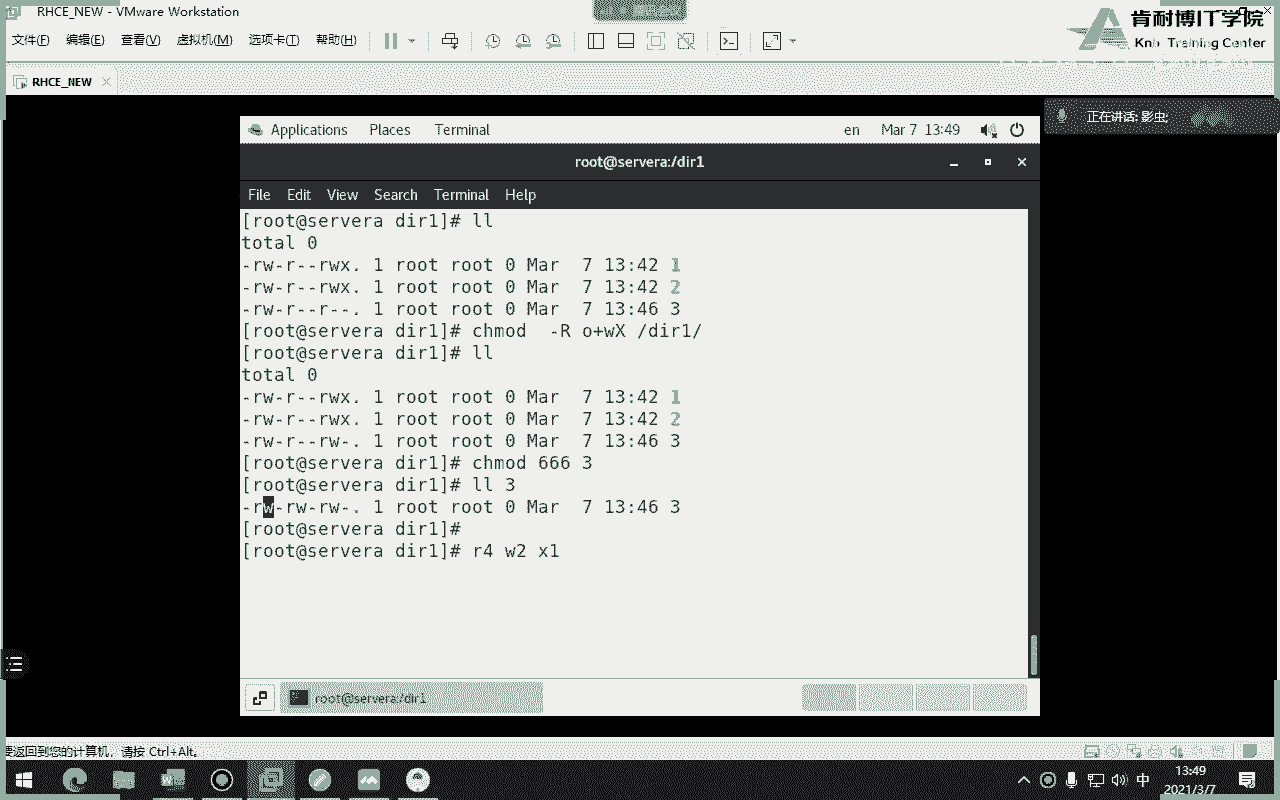 RHCE_NEW - VMware Workstation
文件(F) 编辑(E) 查看(V) 虚拟机(M) 选项卡(T) 帮助(H)
肯耐博IT学院
Knb Training Center
RHCE_NEW
正在讲话: 影虫;
Applications Places Terminal en Mar 7 13:49
root@servera:/dir1
File Edit View Search Terminal Help
[root@servera dir1]# ll
total 0
-rw-r--rwx. 1 root root 0 Mar  7 13:42 1
-rw-r--rwx. 1 root root 0 Mar  7 13:42 2
-rw-r--r--. 1 root root 0 Mar  7 13:46 3
[root@servera dir1]# chmod  -R o+wX /dir1/
[root@servera dir1]# ll
total 0
-rw-r--rwx. 1 root root 0 Mar  7 13:42 1
-rw-r--rwx. 1 root root 0 Mar  7 13:42 2
-rw-r--rw-. 1 root root 0 Mar  7 13:46 3
[root@servera dir1]# chmod 666 3
[root@servera dir1]# ll 3
-rw-rw-rw-. 1 root root 0 Mar  7 13:46 3
[root@servera dir1]#
[root@servera dir1]# r4 w2 x1
root@servera:/dir1
要返回到您的计算机，请按 Ctrl+Alt。
中
13:49
2021/3/7